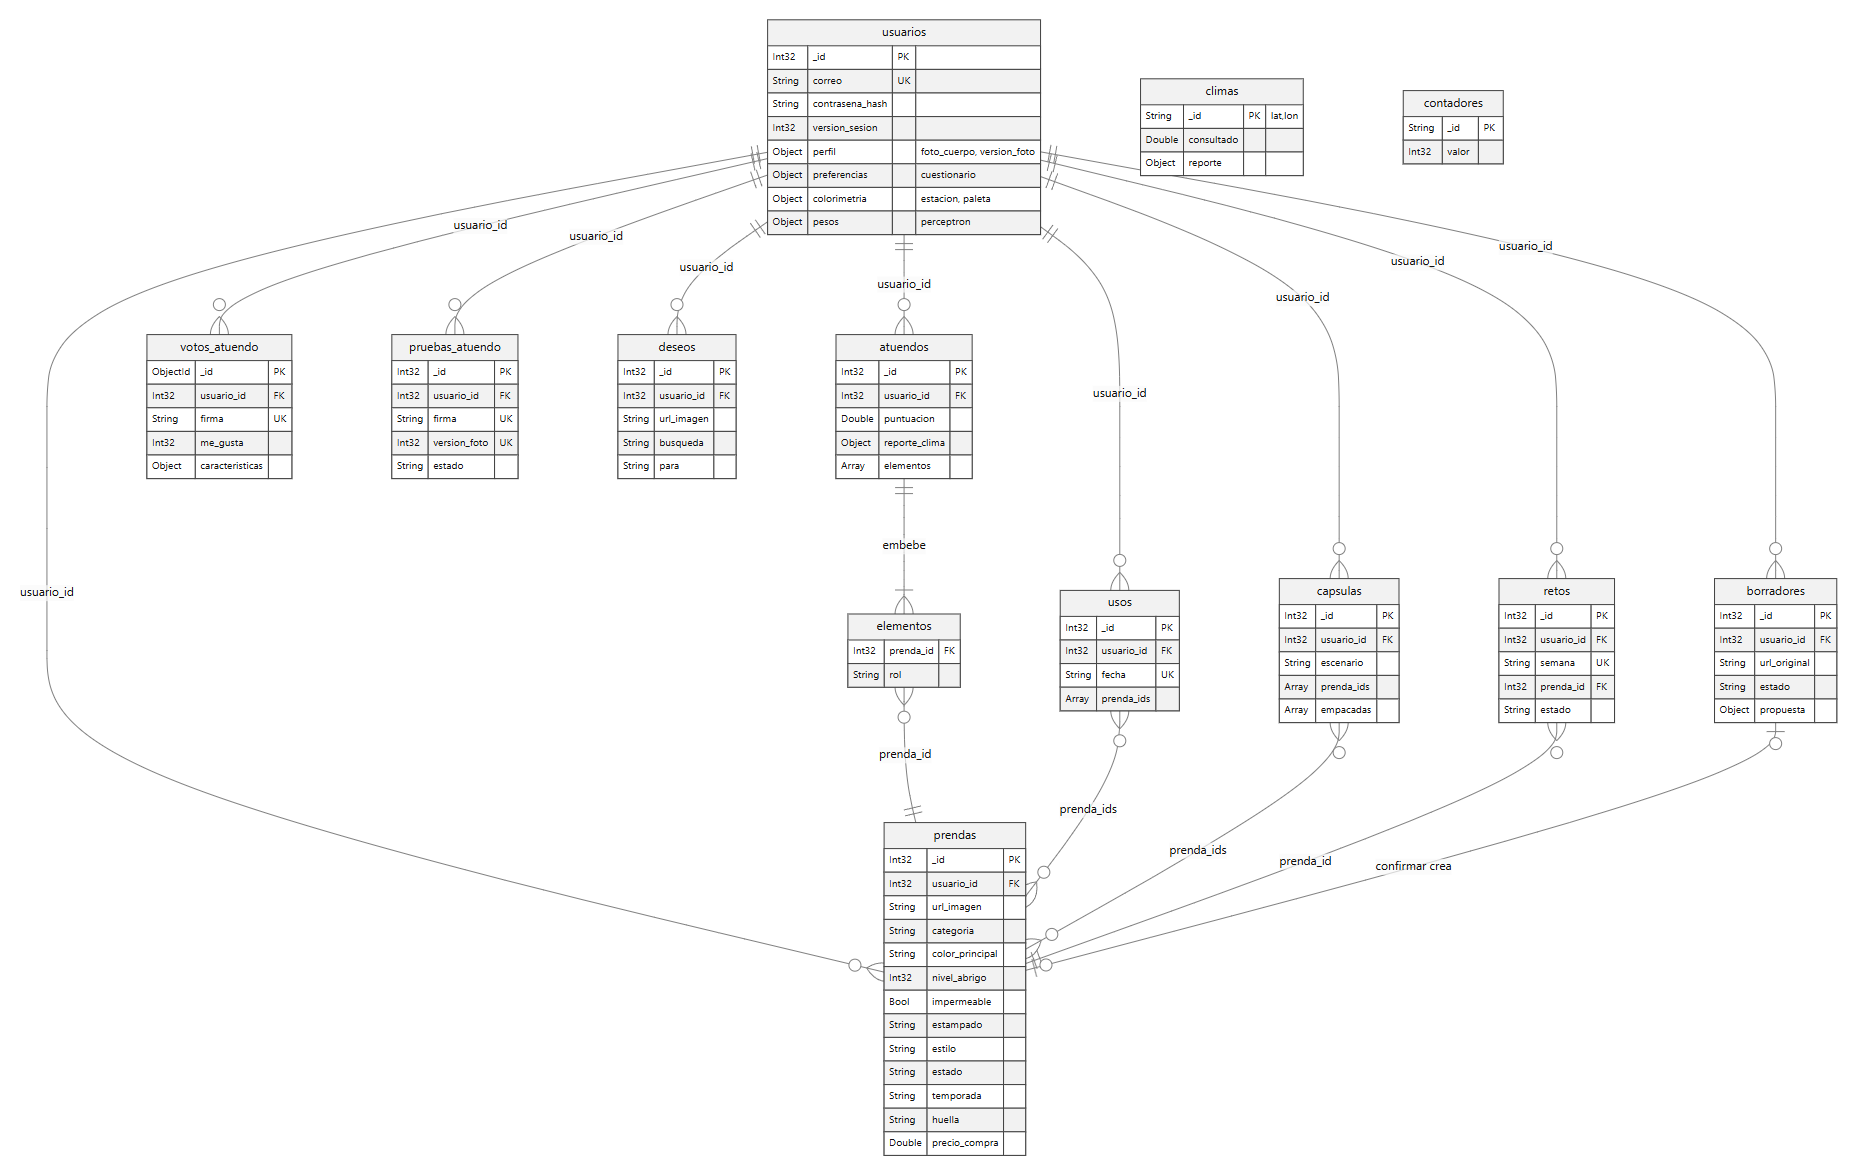 usuarios
Int32 _id PK
String correo UK
String contrasena_hash
Int32 version_sesion
Object perfil foto_cuerpo, version_foto
Object preferencias cuestionario
Object colorimetria estacion, paleta
Object pesos perceptron
climas
String _id PK lat,lon
Double consultado
Object reporte
contadores
String _id PK
Int32 valor
usuario_id
usuario_id
usuario_id
usuario_id
usuario_id
usuario_id
usuario_id
usuario_id
usuario_id
votos_atuendo
ObjectId _id PK
Int32 usuario_id FK
String firma UK
Int32 me_gusta
Object caracteristicas
pruebas_atuendo
Int32 _id PK
Int32 usuario_id FK
String firma UK
Int32 version_foto UK
String estado
deseos
Int32 _id PK
Int32 usuario_id FK
String url_imagen
String busqueda
String para
atuendos
Int32 _id PK
Int32 usuario_id FK
Double puntuacion
Object reporte_clima
Array elementos
embebe
elementos
Int32 prenda_id FK
String rol
usos
Int32 _id PK
Int32 usuario_id FK
String fecha UK
Array prenda_ids
capsulas
Int32 _id PK
Int32 usuario_id FK
String escenario
Array prenda_ids
Array empacadas
retos
Int32 _id PK
Int32 usuario_id FK
String semana UK
Int32 prenda_id FK
String estado
borradores
Int32 _id PK
Int32 usuario_id FK
String url_original
String estado
Object propuesta
prenda_id
prenda_ids
prenda_ids
prenda_id
confirmar crea
prendas
Int32 _id PK
Int32 usuario_id FK
String url_imagen
String categoria
String color_principal
Int32 nivel_abrigo
Bool impermeable
String estampado
String estilo
String estado
String temporada
String huella
Double precio_compra